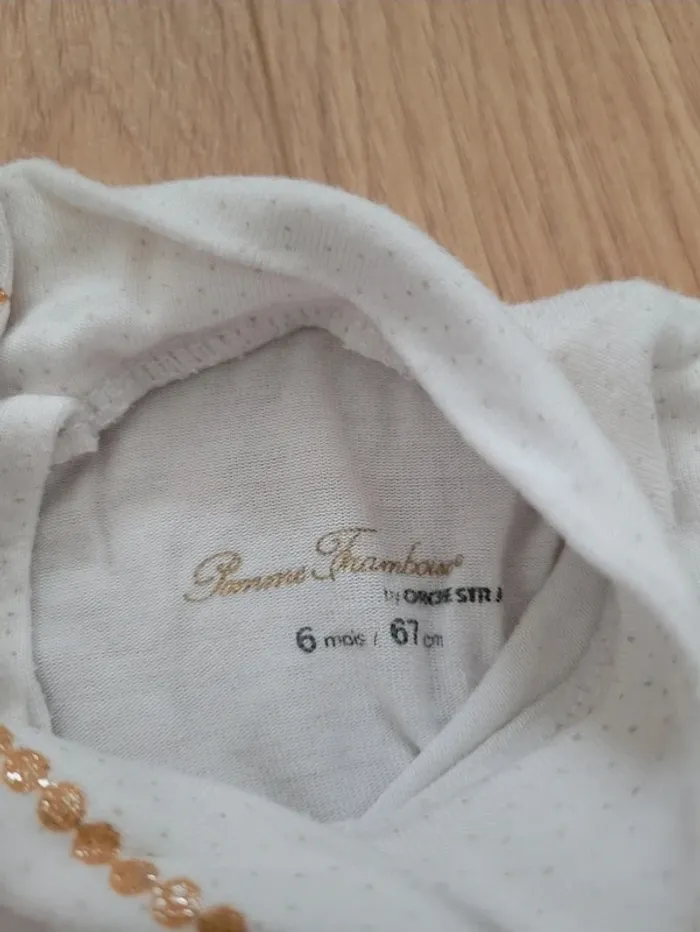 Pomme Framboise®
by ORCHESTRA
6 mois / 67 cm